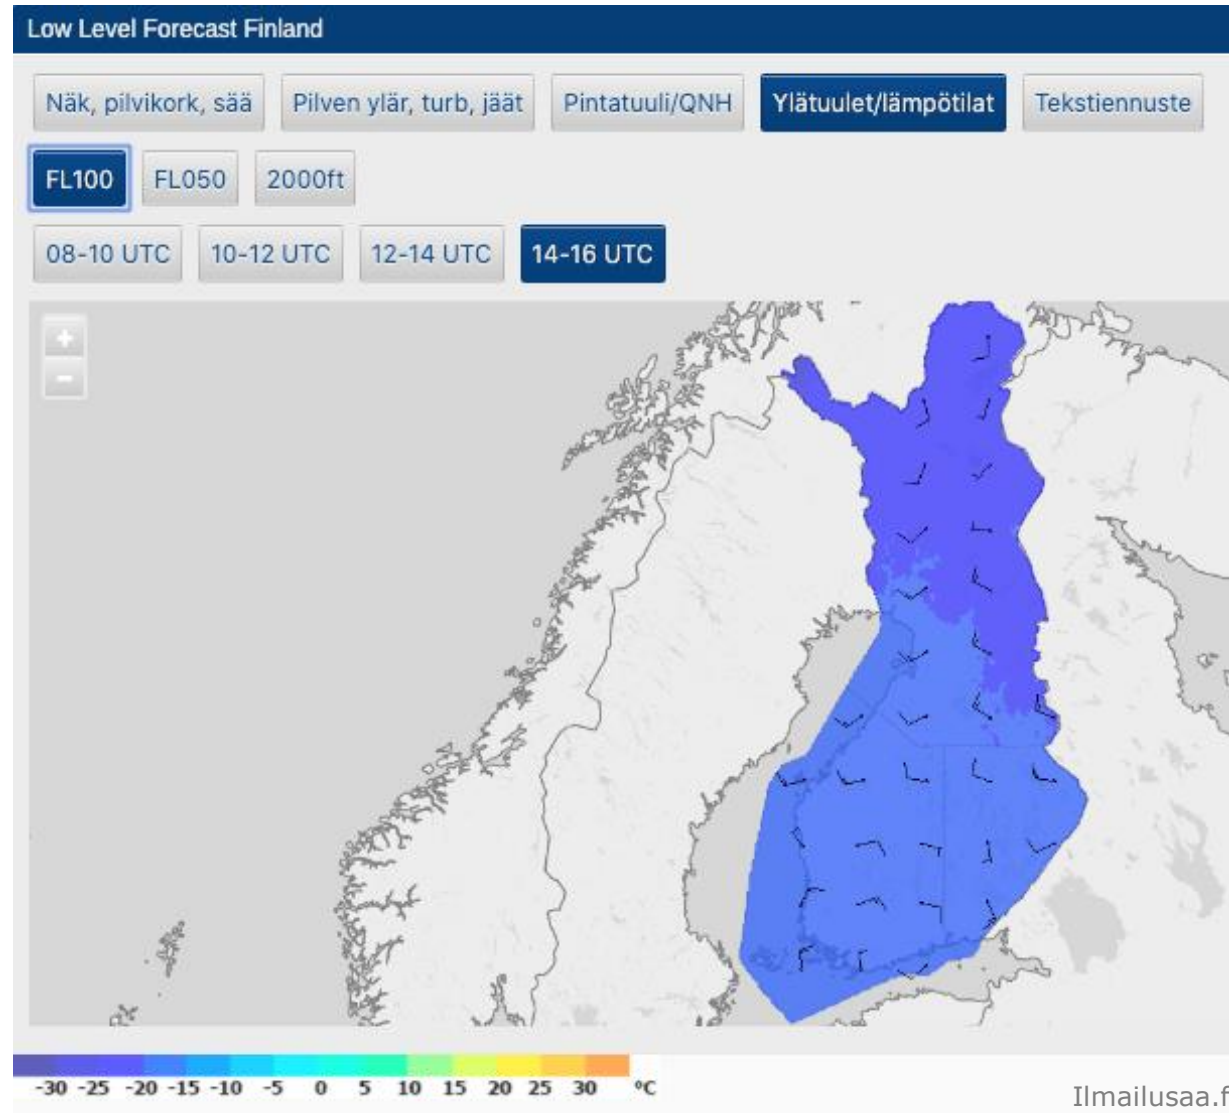 Low Level Forecast Finland
Näk, pilvikork, sää Pilven ylär, turb, jäät Pintatuuli/QNH Ylätuulet/lämpötilat Tekstiennuste
FL100 FL050 2000ft
08-10 UTC 10-12 UTC 12-14 UTC 14-16 UTC
+
−
-30 -25 -20 -15 -10 -5 0 5 10 15 20 25 30 ºC
Ilmailusaa.f